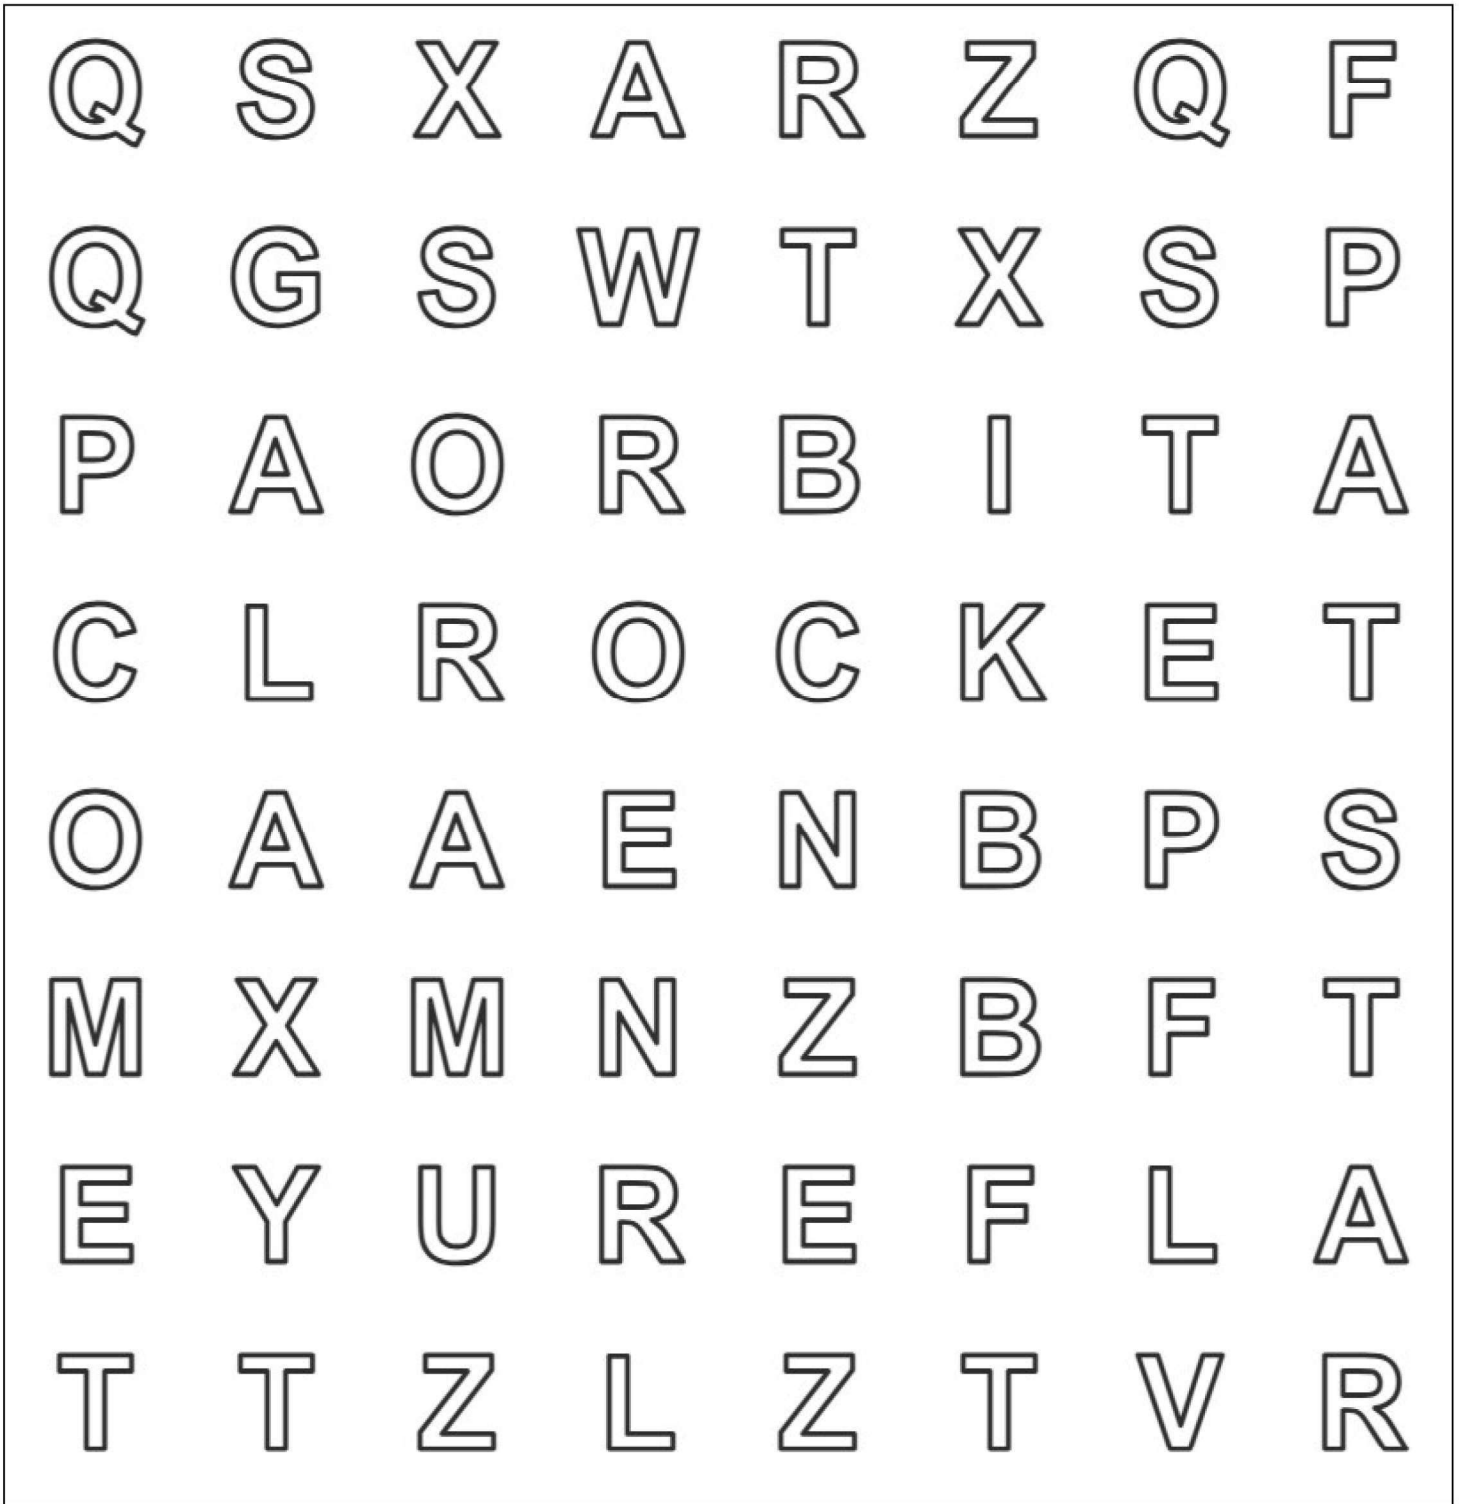 Q S X A R Z Q F
Q G S W T X S P
P A O R B I T A
C L R O C K E T
O A A E N B P S
M X M N Z B F T
E Y U R E F L A
T T Z L Z T V R